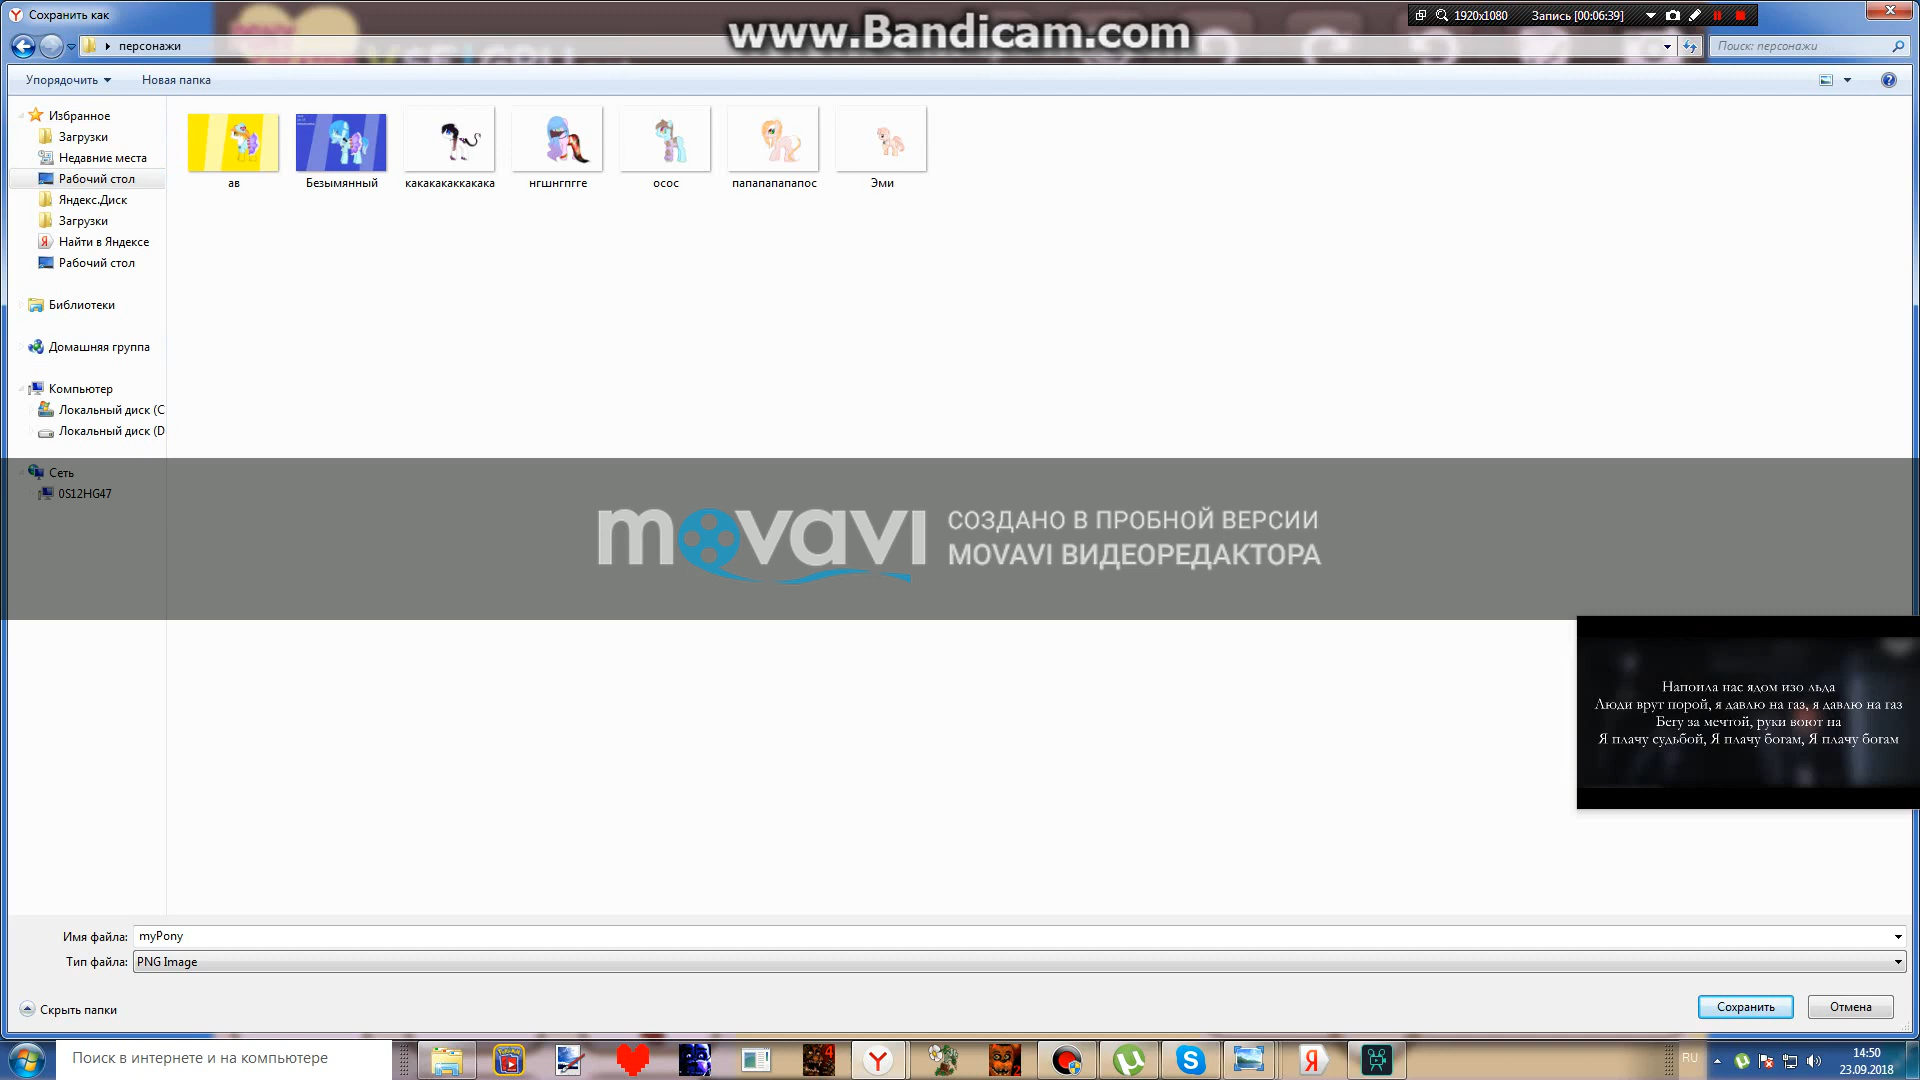 Сохранить как
www.Bandicam.com
1920x1080
Запись [00:06:39]
персонажи
Поиск: персонажи
Упорядочить
Новая папка
Избранное
Загрузки
Недавние места
Рабочий стол
Яндекс.Диск
Загрузки
Найти в Яндексе
Рабочий стол
Библиотеки
Домашняя группа
Компьютер
Локальный диск (C
Локальный диск (D
Сеть
0S12HG47
ав
Безымянный
какакакаккакака
нгшнгпгге
осос
папапапапапос
Эми
movavi
СОЗДАНО В ПРОБНОЙ ВЕРСИИ
MOVAVI ВИДЕОРЕДАКТОРА
Напоила нас ядом изо льда
Люди врут порой, я давлю на газ, я давлю на газ
Бегу за мечтой, руки воют на
Я плачу судьбой, Я плачу богам, Я плачу богам
Имя файла: myPony
Тип файла: PNG Image
Скрыть папки
Сохранить
Отмена
Поиск в интернете и на компьютере
RU
14:50
23.09.2018